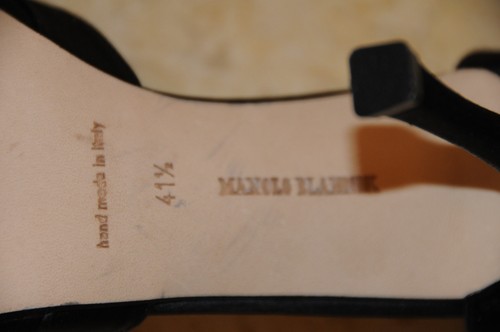 hand made in italy
41½
MANOLO BLAHNIK